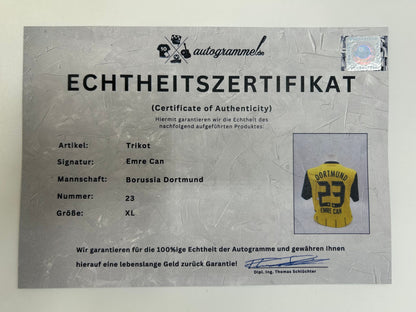 10
autogramme.de
ECHTHEITSZERTIFIKAT
(Certificate of Authenticity)
Hiermit garantieren wir die Echtheit des
nachfolgend aufgeführten Produktes:
Artikel: Trikot
Signatur: Emre Can
Mannschaft: Borussia Dortmund
Nummer: 23
Größe: XL
DORTMUND
23
EMRE CAN
Wir garantieren für die 100%ige Echtheit der Autogramme und gewähren Ihnen
hierauf eine lebenslange Geld zurück Garantie!
Dipl. Ing. Thomas Schlüchter